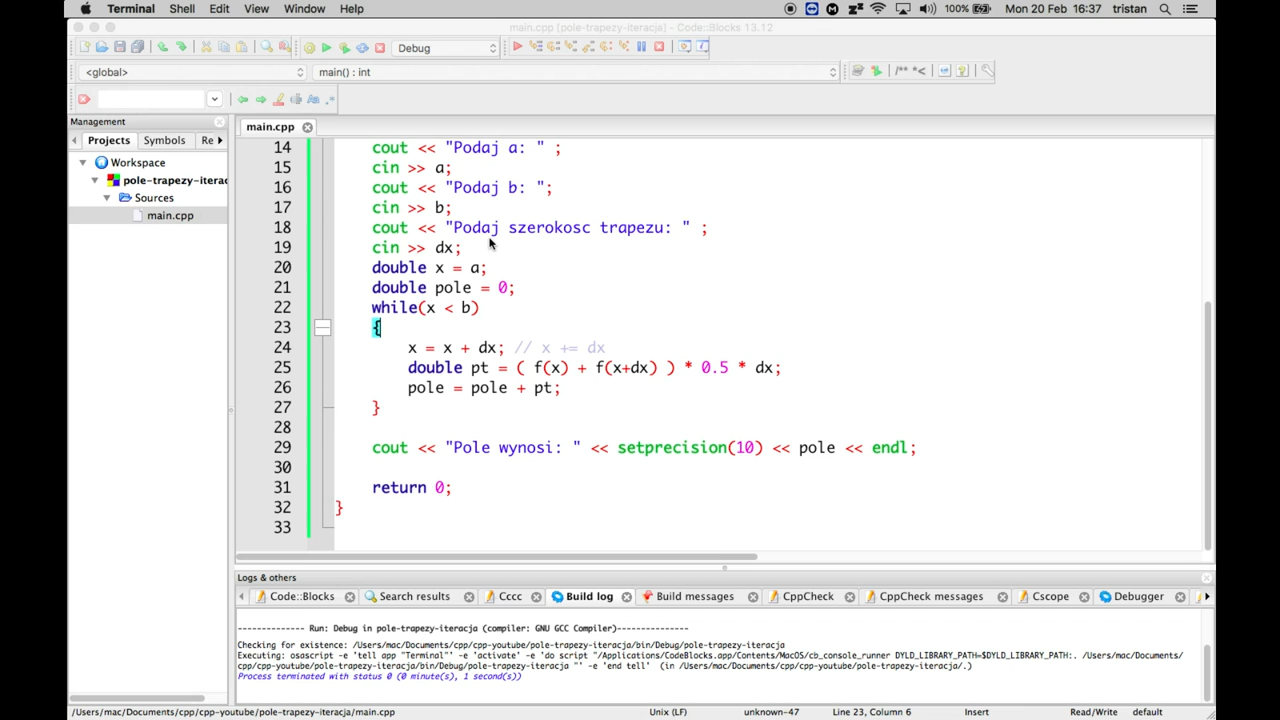 Terminal Shell Edit View Window Help 100% Mon 20 Feb 16:37 tristan
main.cpp [pole-trapezy-iteracja] - Code::Blocks 13.12
Debug
<global> main() : int
/** *<
Management
main.cpp
Projects Symbols Re
Workspace
pole-trapezy-iterac
Sources
main.cpp
14 cout << "Podaj a: " ;
15 cin >> a;
16 cout << "Podaj b: ";
17 cin >> b;
18 cout << "Podaj szerokosc trapezu: " ;
19 cin >> dx;
20 double x = a;
21 double pole = 0;
22 while(x < b)
23 {
24 x = x + dx; // x += dx
25 double pt = ( f(x) + f(x+dx) ) * 0.5 * dx;
26 pole = pole + pt;
27 }
28
29 cout << "Pole wynosi: " << setprecision(10) << pole << endl;
30
31 return 0;
32 }
33
Logs & others
Code::Blocks Search results Cccc Build log Build messages CppCheck CppCheck messages Cscope Debugger
-------------- Run: Debug in pole-trapezy-iteracja (compiler: GNU GCC Compiler)---------------
Checking for existence: /Users/mac/Documents/cpp/cpp-youtube/pole-trapezy-iteracja/bin/Debug/pole-trapezy-iteracja
Executing: osascript -e 'tell app "Terminal"' -e 'activate' -e 'do script "/Applications/CodeBlocks.app/Contents/MacOS/cb_console_runner DYLD_LIBRARY_PATH=$DYLD_LIBRARY_PATH:. /Users/mac/Documents/
cpp/cpp-youtube/pole-trapezy-iteracja/bin/Debug/pole-trapezy-iteracja "' -e 'end tell' (in /Users/mac/Documents/cpp/cpp-youtube/pole-trapezy-iteracja/.)
Process terminated with status 0 (0 minute(s), 1 second(s))
/Users/mac/Documents/cpp/cpp-youtube/pole-trapezy-iteracja/main.cpp Unix (LF) unknown-47 Line 23, Column 6 Insert Read/Write default